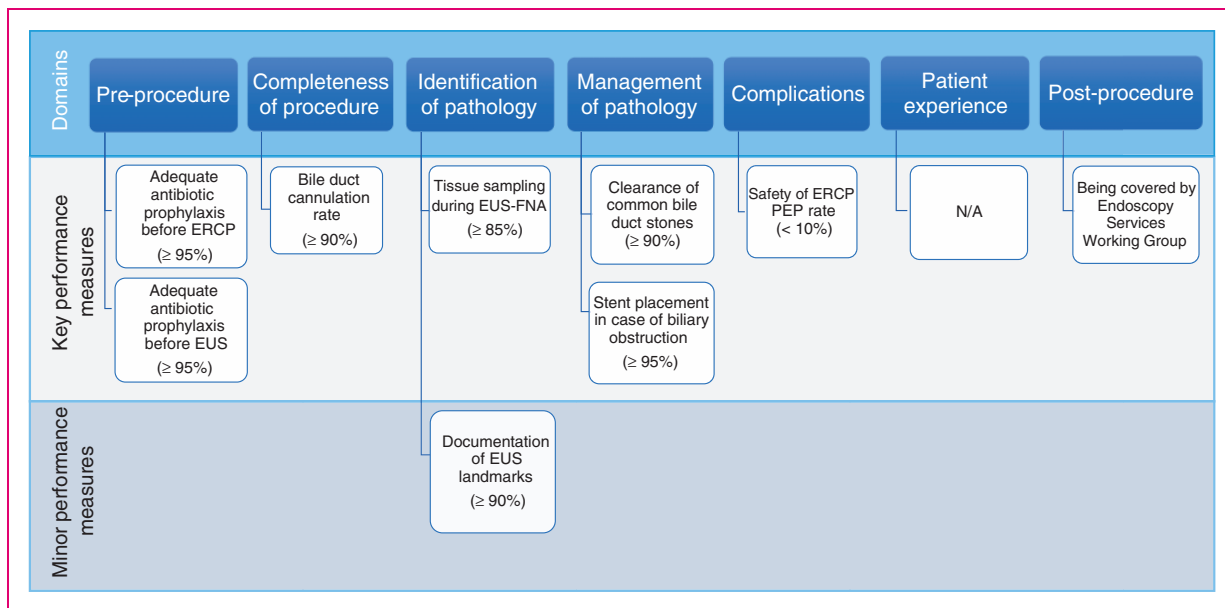 Domains
Pre-procedure
Completeness
of procedure
Identification
of pathology
Management
of pathology
Complications
Patient
experience
Post-procedure
Key performance
measures
Adequate
antibiotic
prophylaxis
before ERCP
(≥ 95%)
Adequate
antibiotic
prophylaxis
before EUS
(≥ 95%)
Bile duct
cannulation
rate
(≥ 90%)
Tissue sampling
during EUS-FNA
(≥ 85%)
Clearance of
common bile
duct stones
(≥ 90%)
Stent placement
in case of biliary
obstruction
(≥ 95%)
Safety of ERCP
PEP rate
(< 10%)
N/A
Being covered by
Endoscopy
Services
Working Group
Minor performance
measures
Documentation
of EUS
landmarks
(≥ 90%)